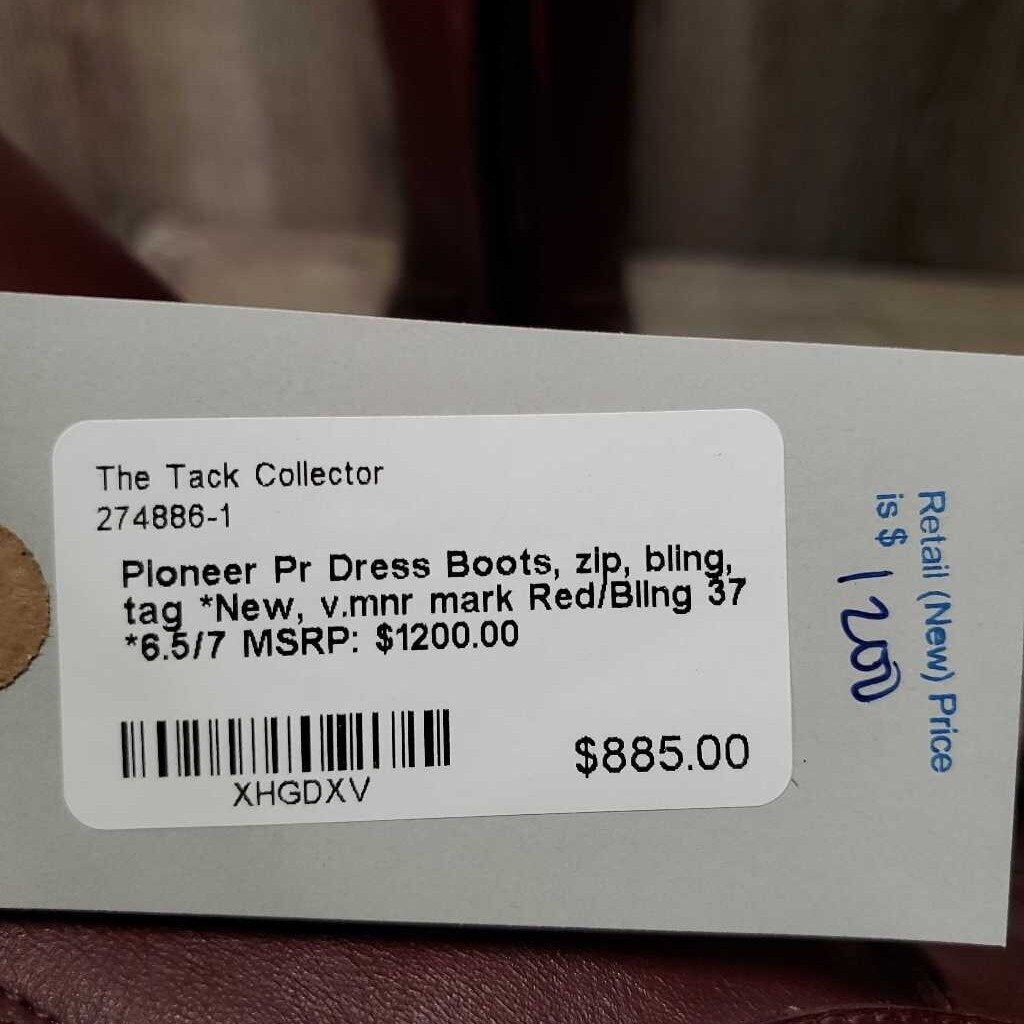 The Tack Collector
274886-1
Pioneer Pr Dress Boots, zip, bling,
tag *New, v.mnr mark Red/Bling 37
*6.5/7 MSRP: $1200.00
XHGDXV
$885.00
Retail (New) Price
is $ 1200